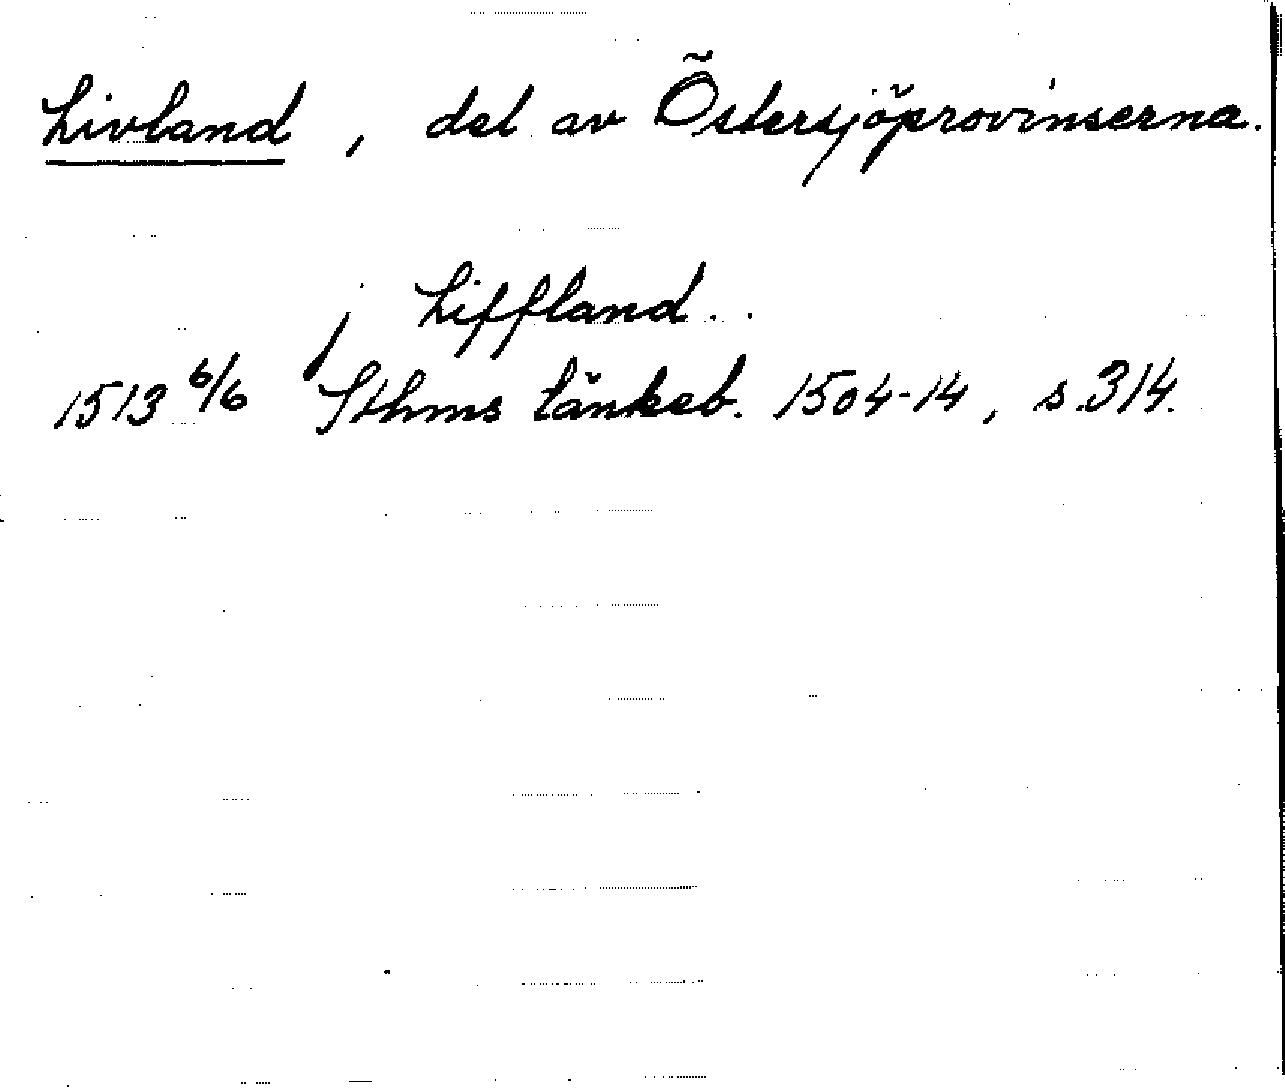 Livland, del av Östersjöprovinserna.
j Liffland.
1513 6/6 Sthms tänkeb. 1504-14, s. 314.